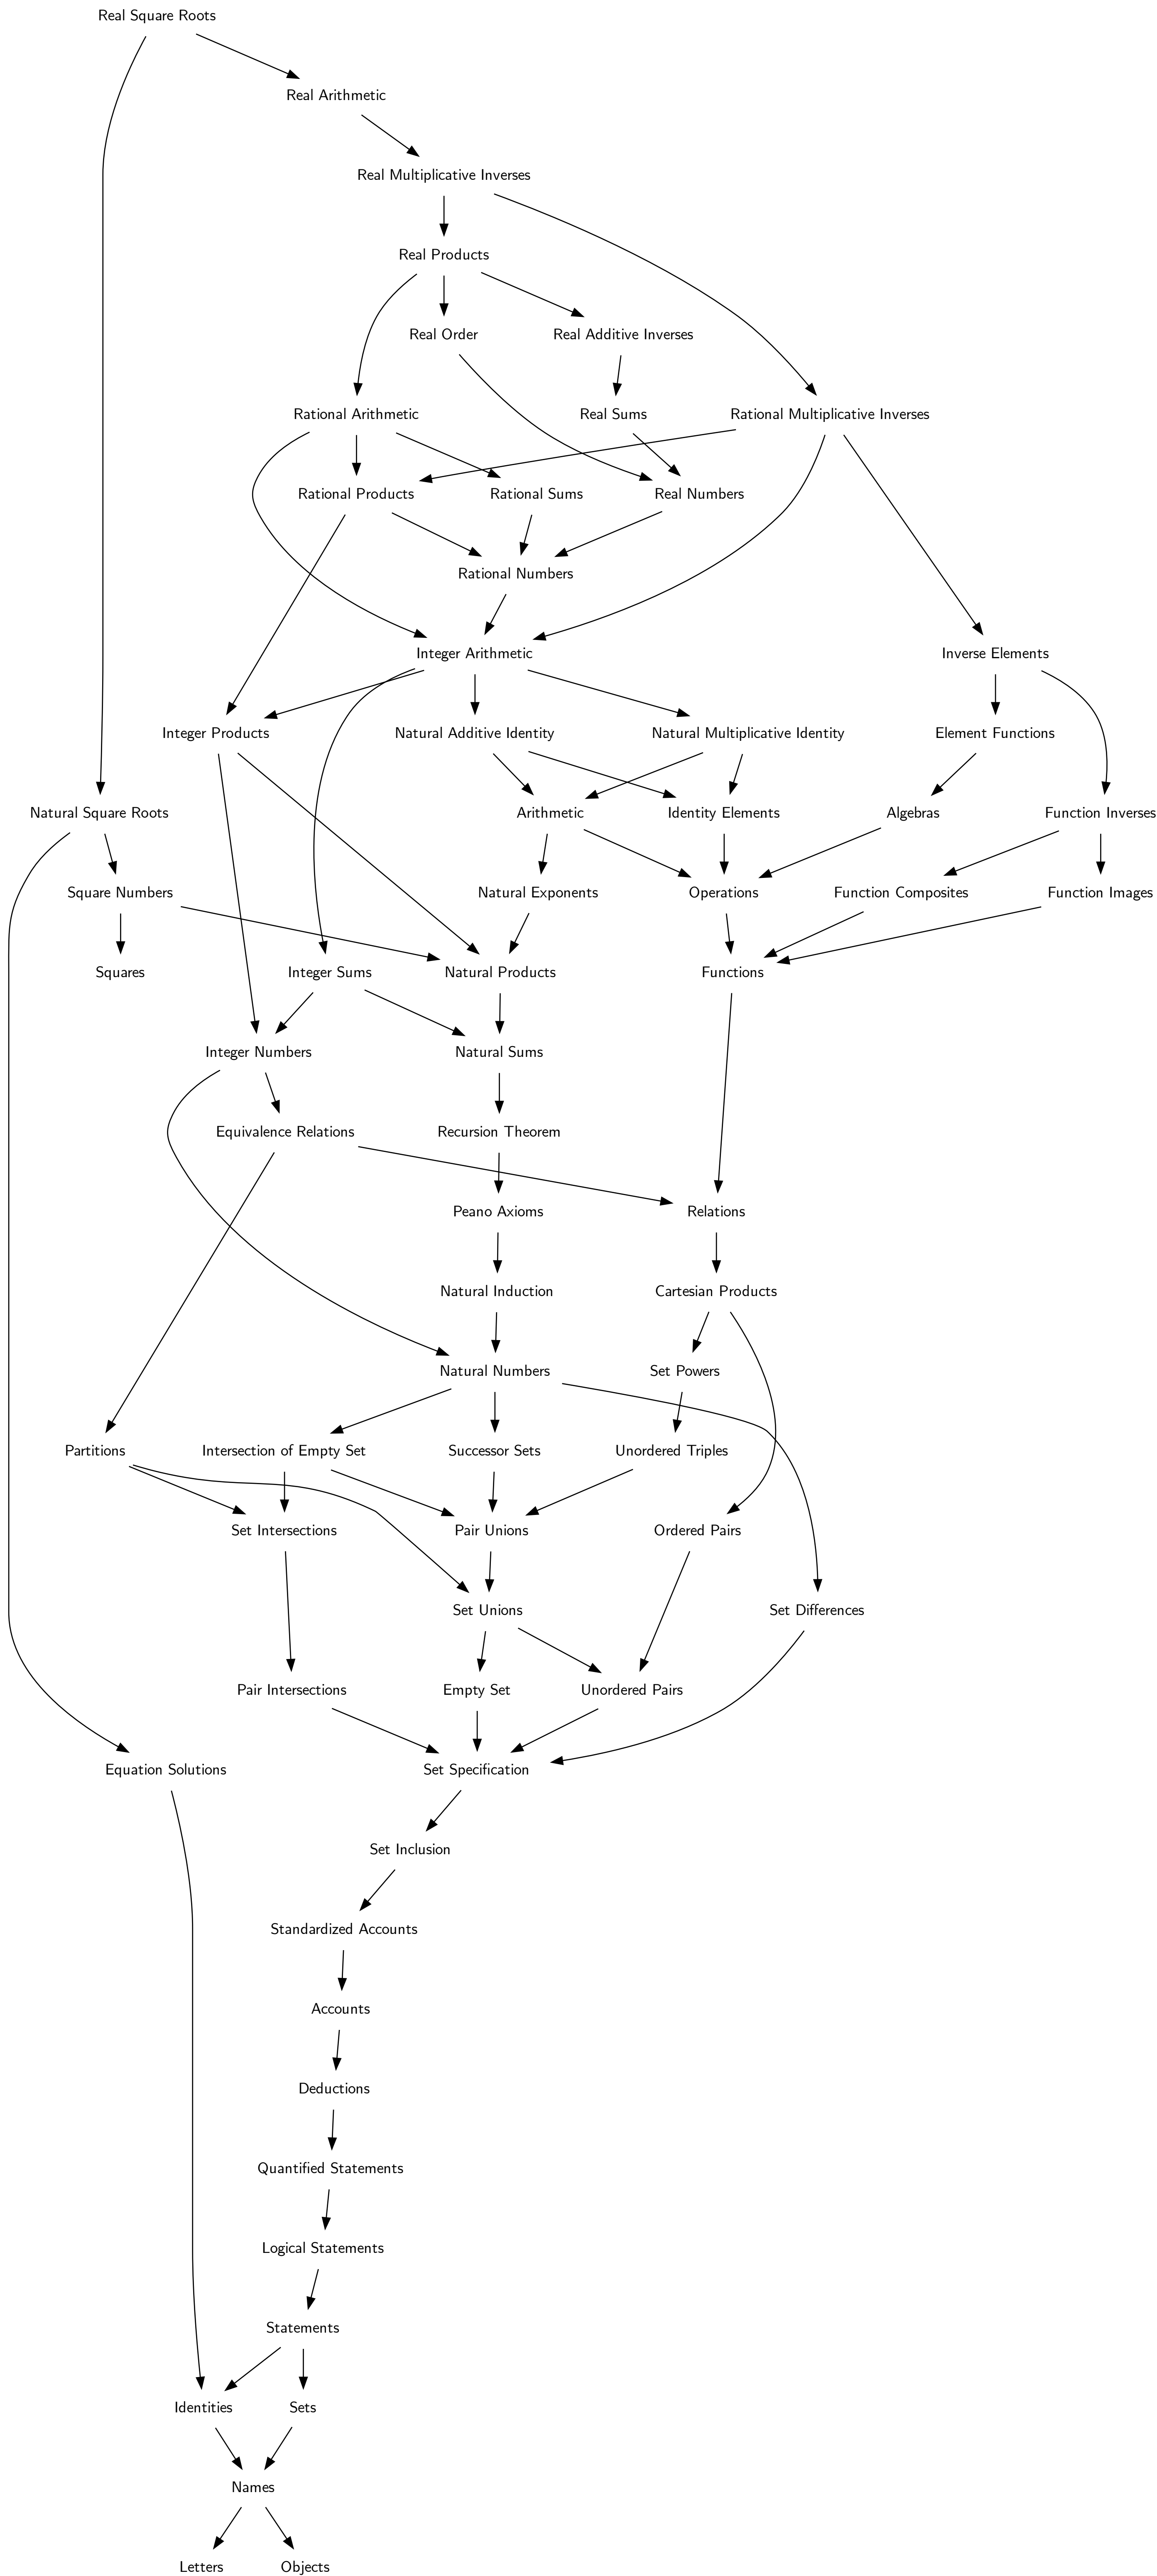 Real Square Roots
Real Arithmetic
Real Multiplicative Inverses
Real Products
Real Order
Real Additive Inverses
Rational Arithmetic
Real Sums
Rational Multiplicative Inverses
Rational Products
Rational Sums
Real Numbers
Rational Numbers
Integer Arithmetic
Inverse Elements
Integer Products
Natural Additive Identity
Natural Multiplicative Identity
Element Functions
Natural Square Roots
Arithmetic
Identity Elements
Algebras
Function Inverses
Square Numbers
Natural Exponents
Operations
Function Composites
Function Images
Squares
Integer Sums
Natural Products
Functions
Integer Numbers
Natural Sums
Equivalence Relations
Recursion Theorem
Peano Axioms
Relations
Natural Induction
Cartesian Products
Natural Numbers
Set Powers
Partitions
Intersection of Empty Set
Successor Sets
Unordered Triples
Set Intersections
Pair Unions
Ordered Pairs
Set Unions
Set Differences
Pair Intersections
Empty Set
Unordered Pairs
Equation Solutions
Set Specification
Set Inclusion
Standardized Accounts
Accounts
Deductions
Quantified Statements
Logical Statements
Statements
Identities
Sets
Names
Letters
Objects